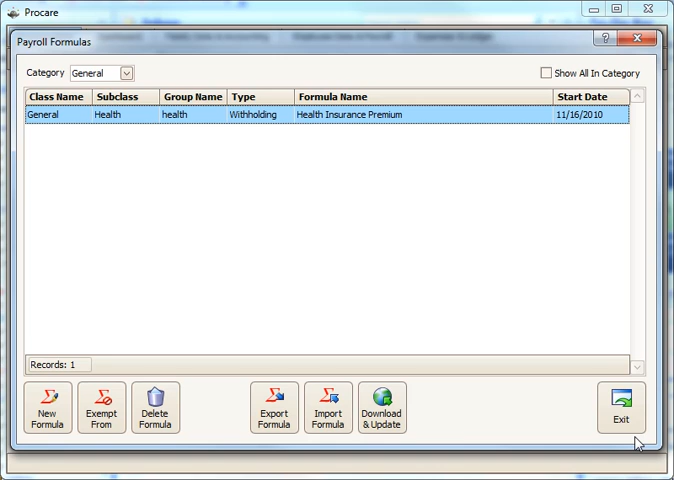 Procare
Payroll Formulas
Category General Show All In Category
Class Name Subclass Group Name Type Formula Name Start Date
General Health health Withholding Health Insurance Premium 11/16/2010
Records: 1
New Formula
Exempt From
Delete Formula
Export Formula
Import Formula
Download & Update
Exit